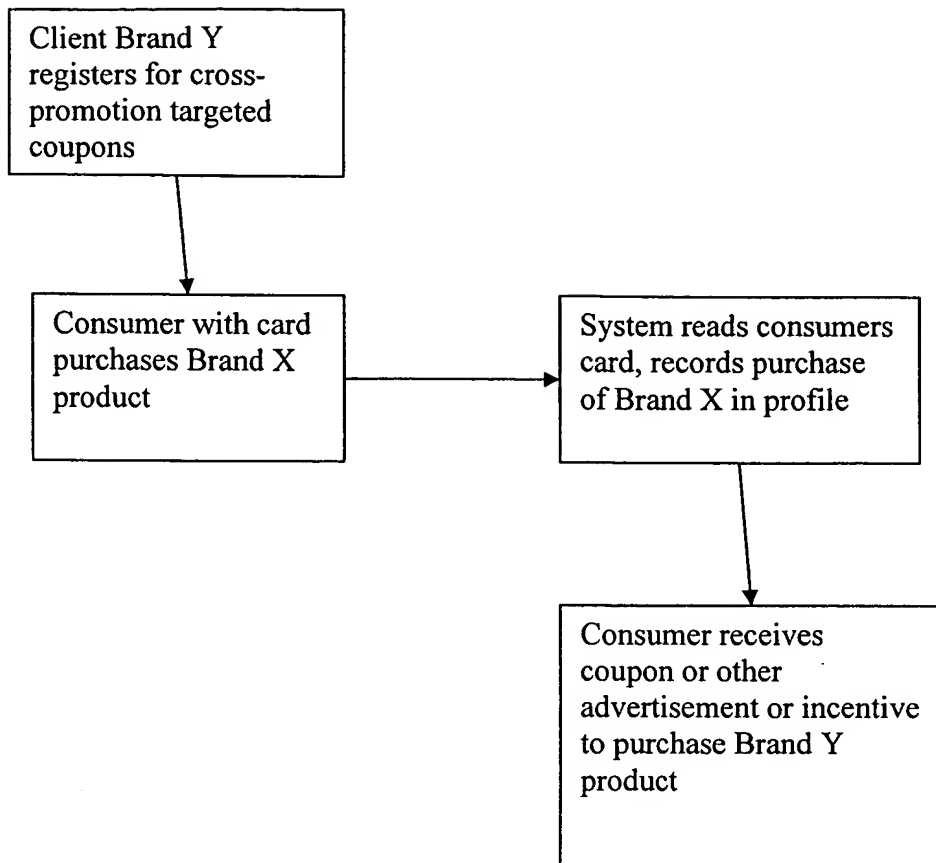 Client Brand Y
registers for cross-
promotion targeted
coupons
Consumer with card
purchases Brand X
product
System reads consumers
card, records purchase
of Brand X in profile
Consumer receives
coupon or other
advertisement or incentive
to purchase Brand Y
product